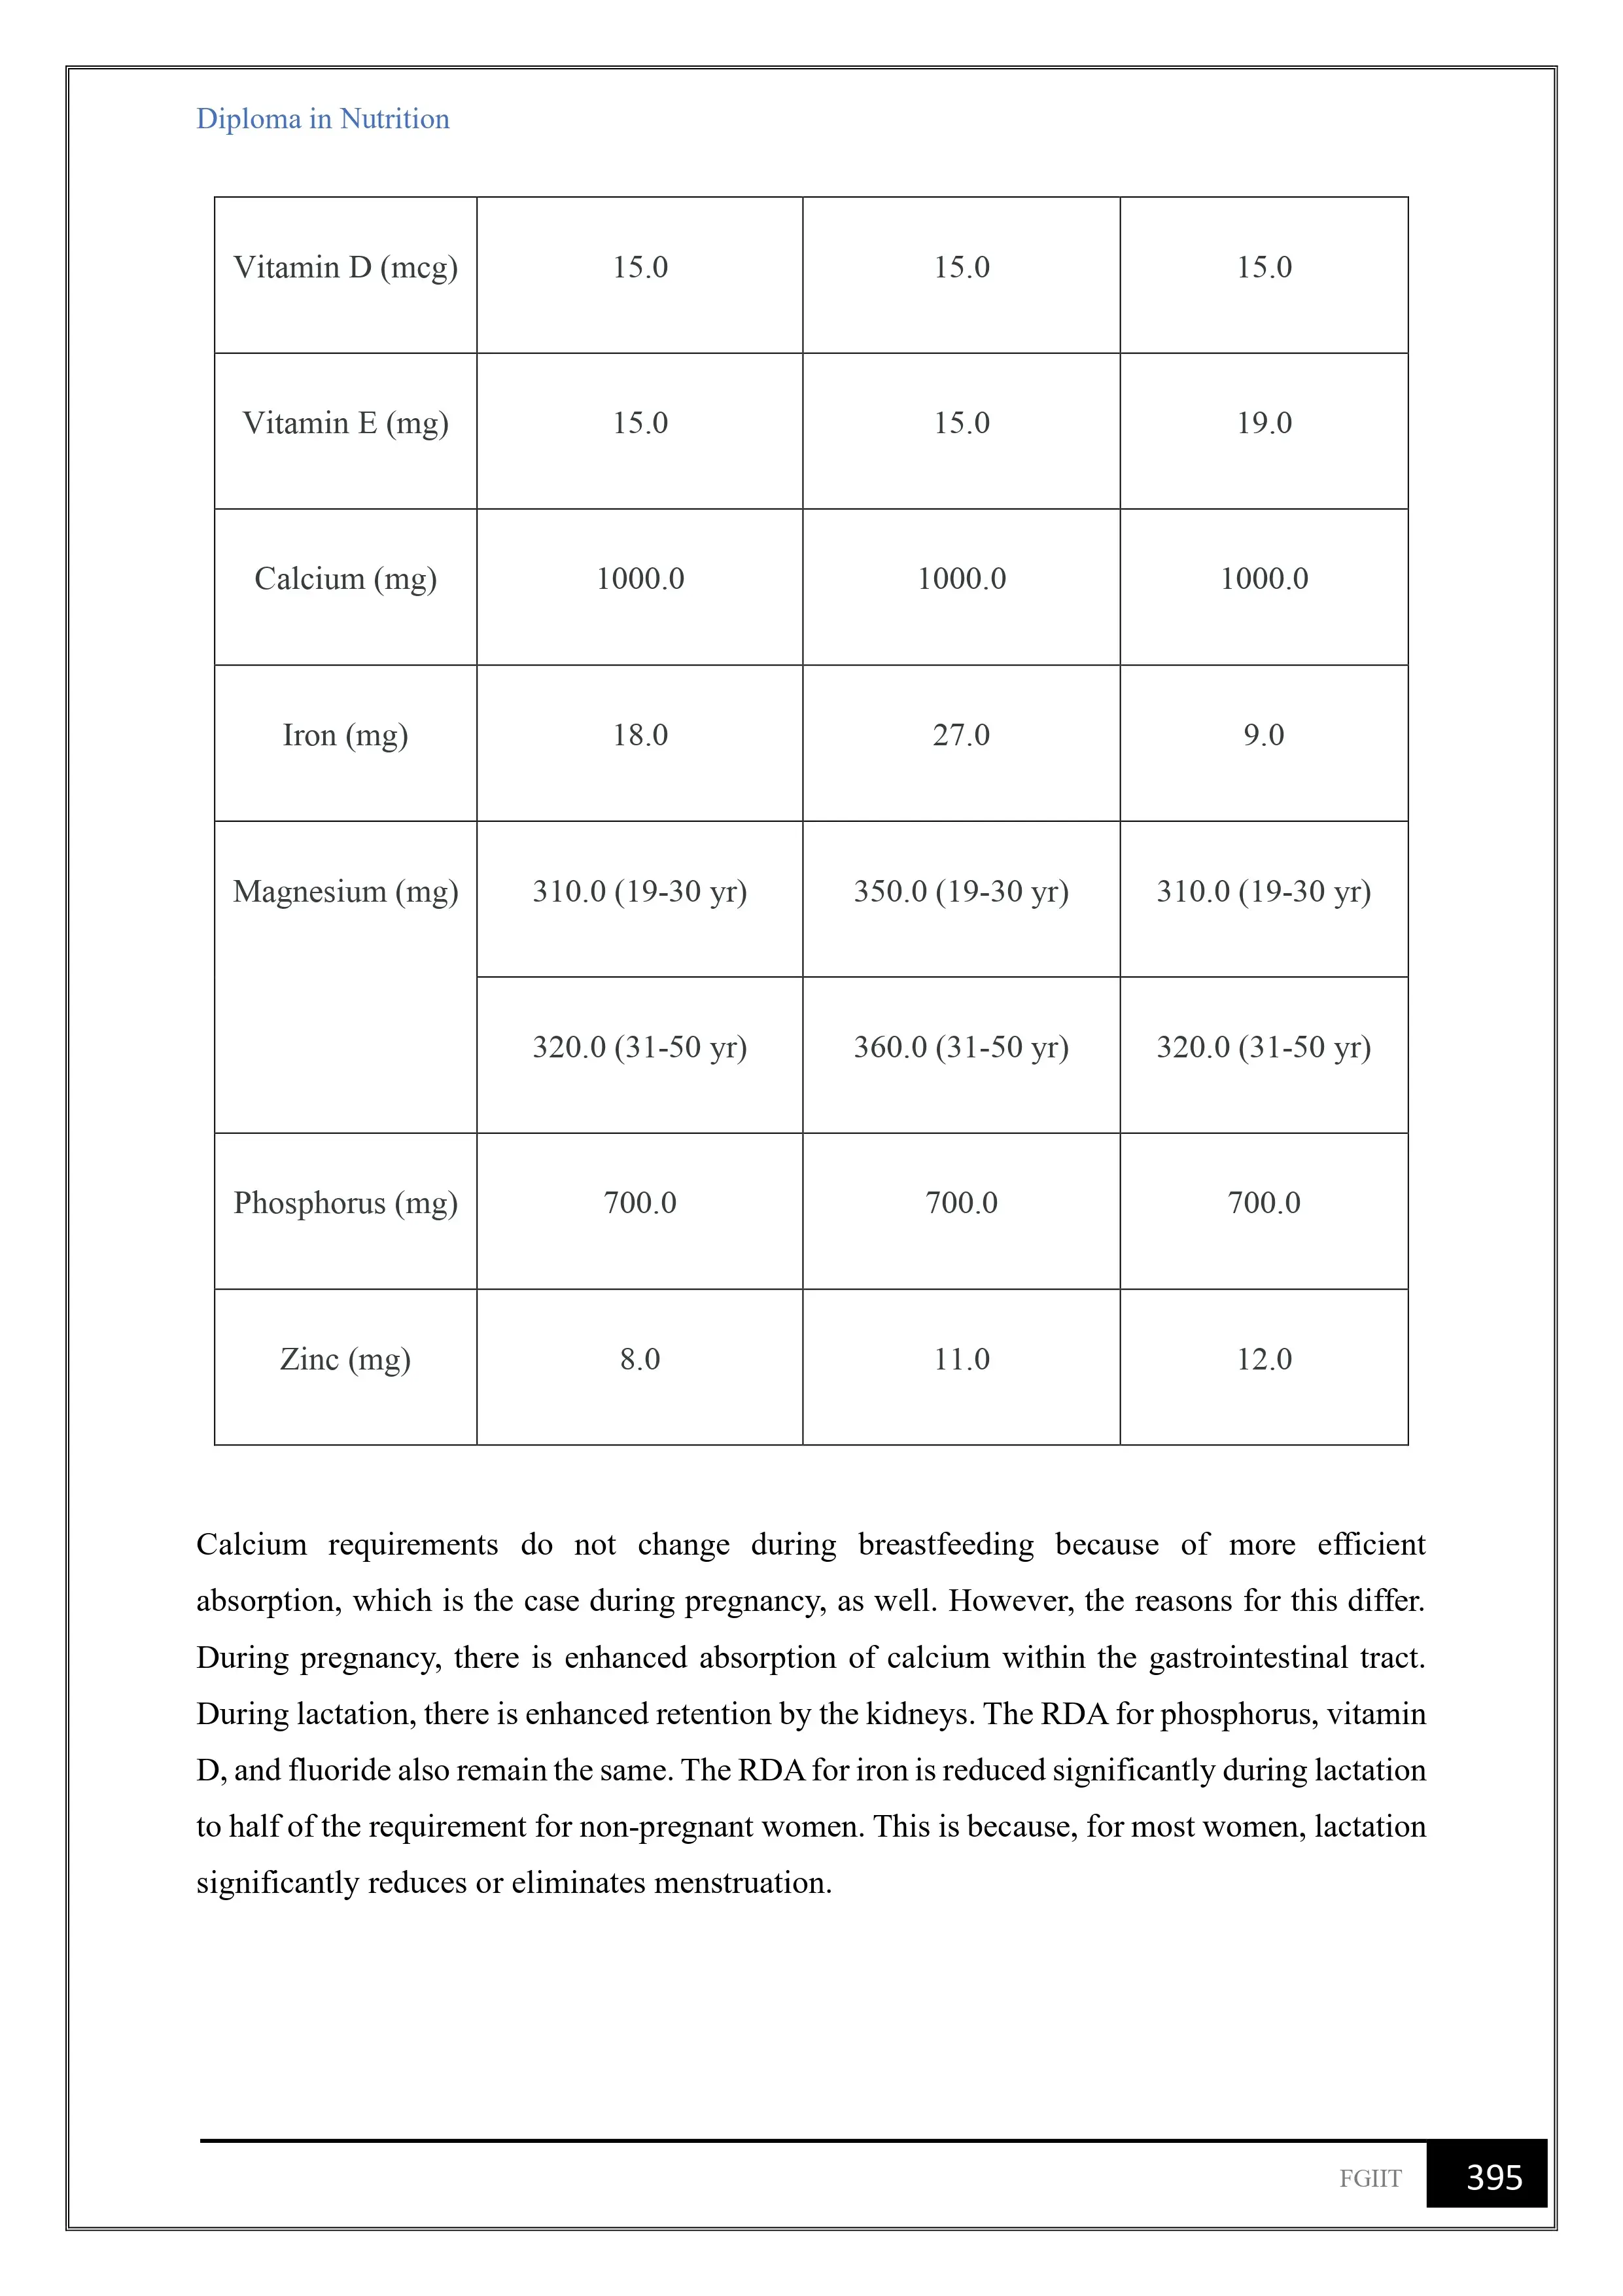 Diploma in Nutrition
Vitamin D (mcg) 15.0 15.0 15.0
Vitamin E (mg) 15.0 15.0 19.0
Calcium (mg) 1000.0 1000.0 1000.0
Iron (mg) 18.0 27.0 9.0
Magnesium (mg) 310.0 (19-30 yr) 350.0 (19-30 yr) 310.0 (19-30 yr)
320.0 (31-50 yr) 360.0 (31-50 yr) 320.0 (31-50 yr)
Phosphorus (mg) 700.0 700.0 700.0
Zinc (mg) 8.0 11.0 12.0
Calcium requirements do not change during breastfeeding because of more efficient
absorption, which is the case during pregnancy, as well. However, the reasons for this differ.
During pregnancy, there is enhanced absorption of calcium within the gastrointestinal tract.
During lactation, there is enhanced retention by the kidneys. The RDA for phosphorus, vitamin
D, and fluoride also remain the same. The RDA for iron is reduced significantly during lactation
to half of the requirement for non-pregnant women. This is because, for most women, lactation
significantly reduces or eliminates menstruation.
FGIIT 395